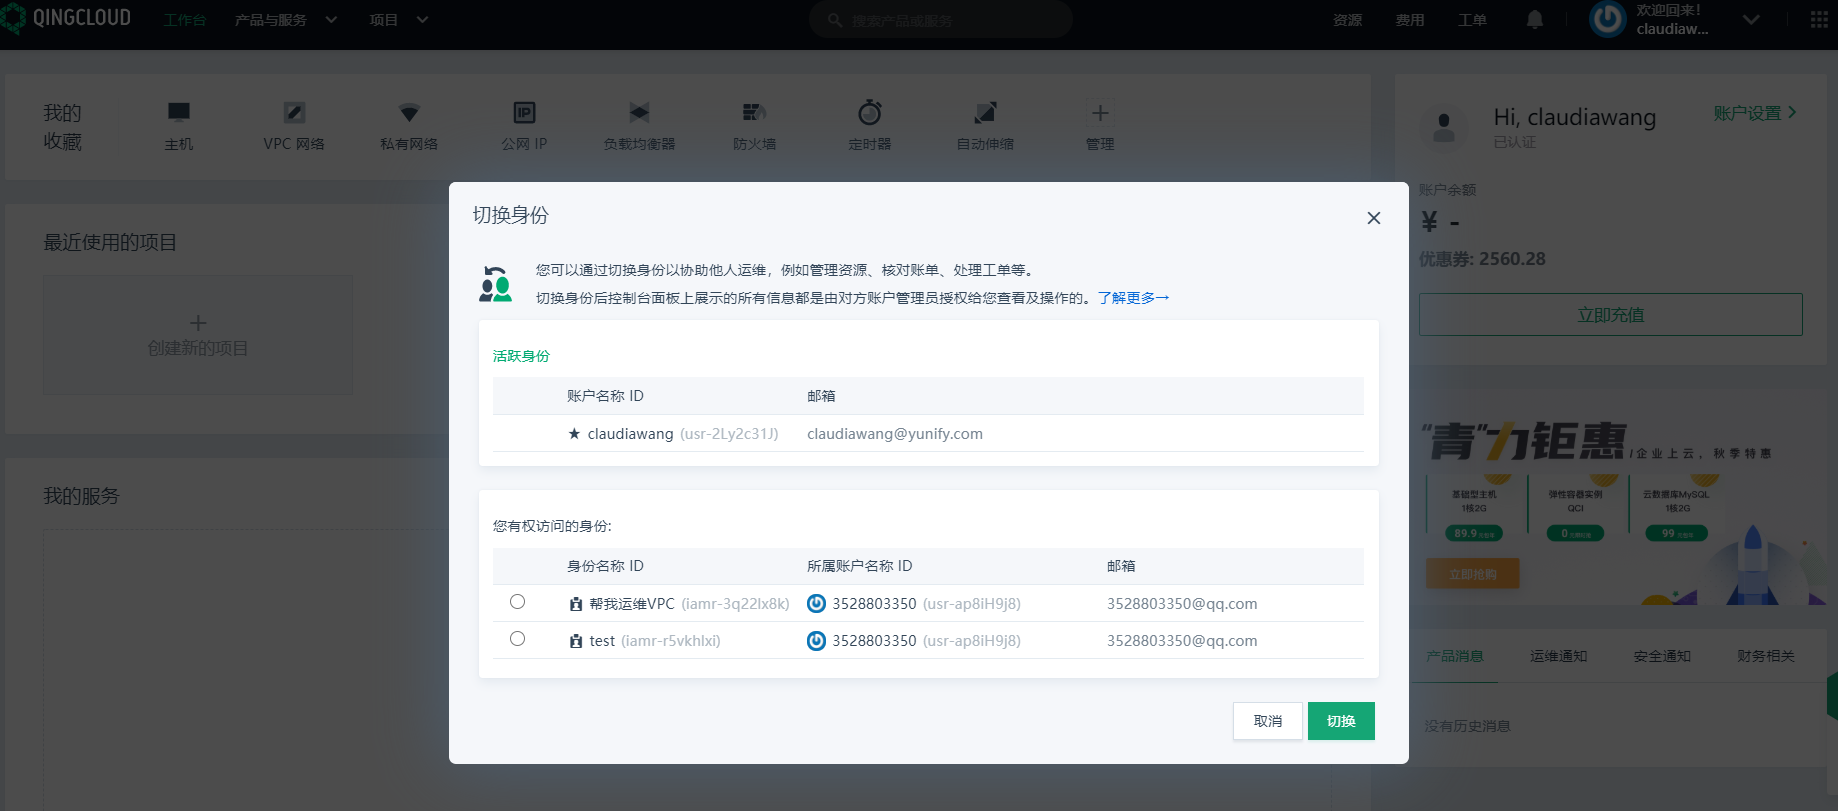 QINGCLOUD
工作台
产品与服务
项目
搜索产品或服务
资源
费用
工单
欢迎回来!
claudiaw...
我的
收藏
主机
VPC 网络
私有网络
公网 IP
负载均衡器
防火墙
定时器
自动伸缩
管理
Hi, claudiawang
账户设置
已认证
账户余额
¥ -
优惠券: 2560.28
立即充值
最近使用的项目
创建新的项目
我的服务
切换身份
您可以通过切换身份以协助他人运维，例如管理资源、核对账单、处理工单等。
切换身份后控制台面板上展示的所有信息都是由对方账户管理员授权给您查看及操作的。了解更多→
活跃身份
账户名称 ID 邮箱
★ claudiawang (usr-2Ly2c31J) claudiawang@yunify.com
您有权访问的身份:
身份名称 ID 所属账户名称 ID 邮箱
帮我运维VPC (iamr-3q22lx8k) 3528803350 (usr-ap8iH9j8) 3528803350@qq.com
test (iamr-r5vkhlxi) 3528803350 (usr-ap8iH9j8) 3528803350@qq.com
取消
切换
“青”力钜惠 /企业上云，秋季特惠
基础型主机
1核2G
89.9
弹性容器实例
QCI
0
云数据库MySQL
1核2G
99
立即抢购
产品消息
运维通知
安全通知
财务相关
没有历史消息